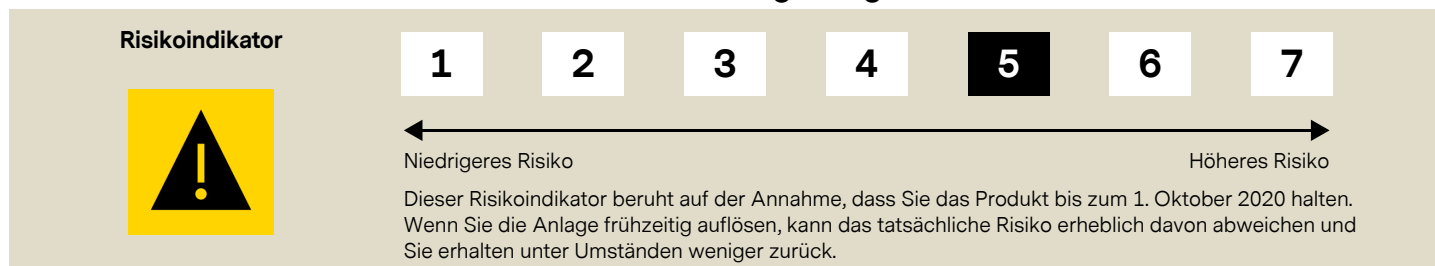 Risikoindikator
1 2 3 4 5 6 7
Niedrigeres Risiko Höheres Risiko
Dieser Risikoindikator beruht auf der Annahme, dass Sie das Produkt bis zum 1. Oktober 2020 halten.
Wenn Sie die Anlage frühzeitig auflösen, kann das tatsächliche Risiko erheblich davon abweichen und
Sie erhalten unter Umständen weniger zurück.